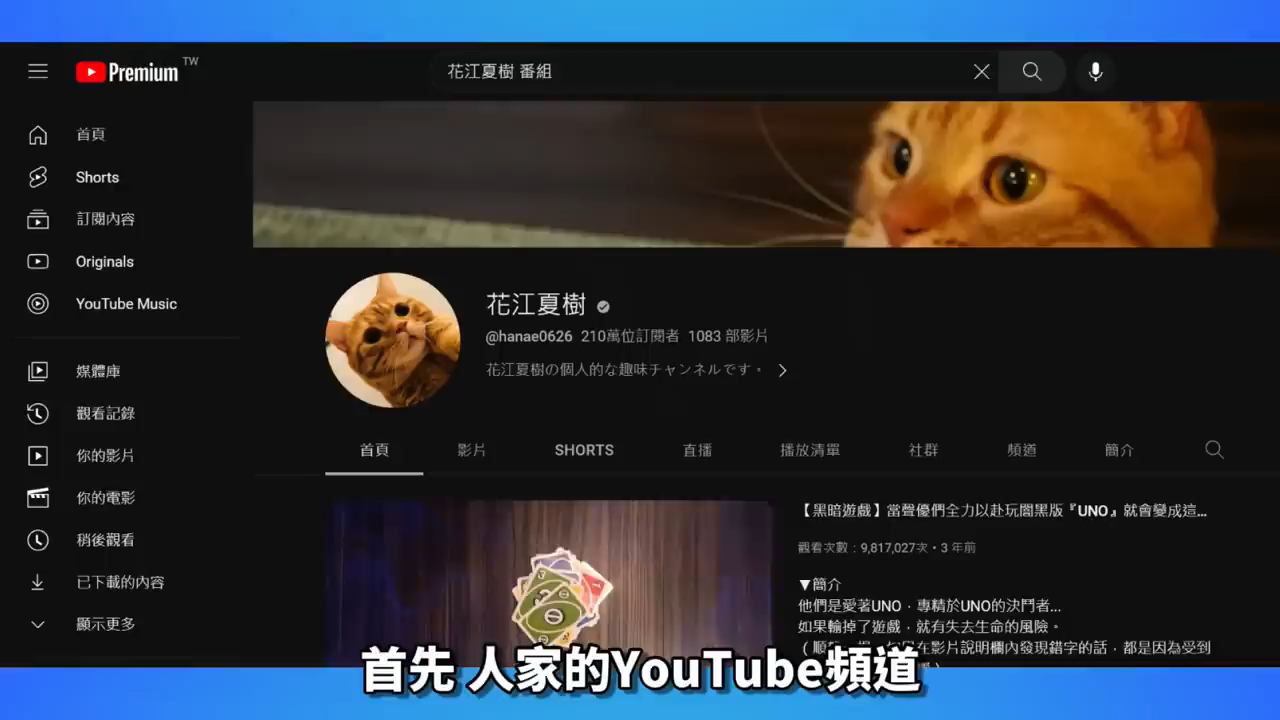 Premium TW
花江夏樹 番組
首頁
Shorts
訂閱內容
Originals
YouTube Music
媒體庫
觀看記錄
你的影片
你的電影
稍後觀看
已下載的內容
顯示更多
花江夏樹
@hanae0626 210萬位訂閱者 1083 部影片
花江夏樹の個人的な趣味チャンネルです。
首頁 影片 SHORTS 直播 播放清單 社群 頻道 簡介
【黑暗遊戲】當聲優們全力以赴玩闇黑版『UNO』就會變成這...
觀看次數：9,817,027次・3 年前
▼簡介
他們是愛著UNO，專精於UNO的決鬥者...
如果輸掉了遊戲，就有失去生命的風險。
在影片說明欄內發現錯字的話，都是因為受到
首先 人家的YouTube頻道